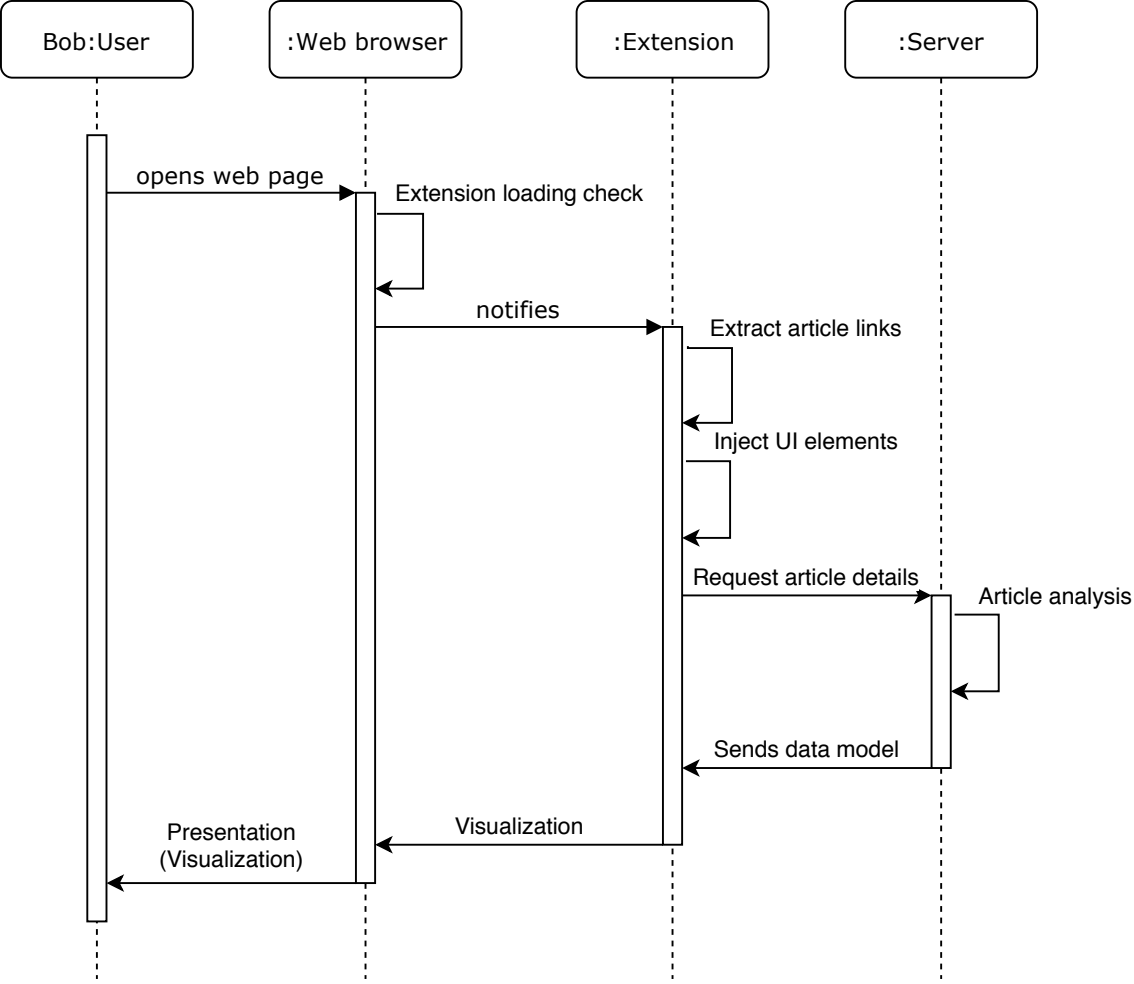 Bob:User
:Web browser
:Extension
:Server
opens web page
Extension loading check
notifies
Extract article links
Inject UI elements
Request article details
Article analysis
Sends data model
Visualization
Presentation
(Visualization)